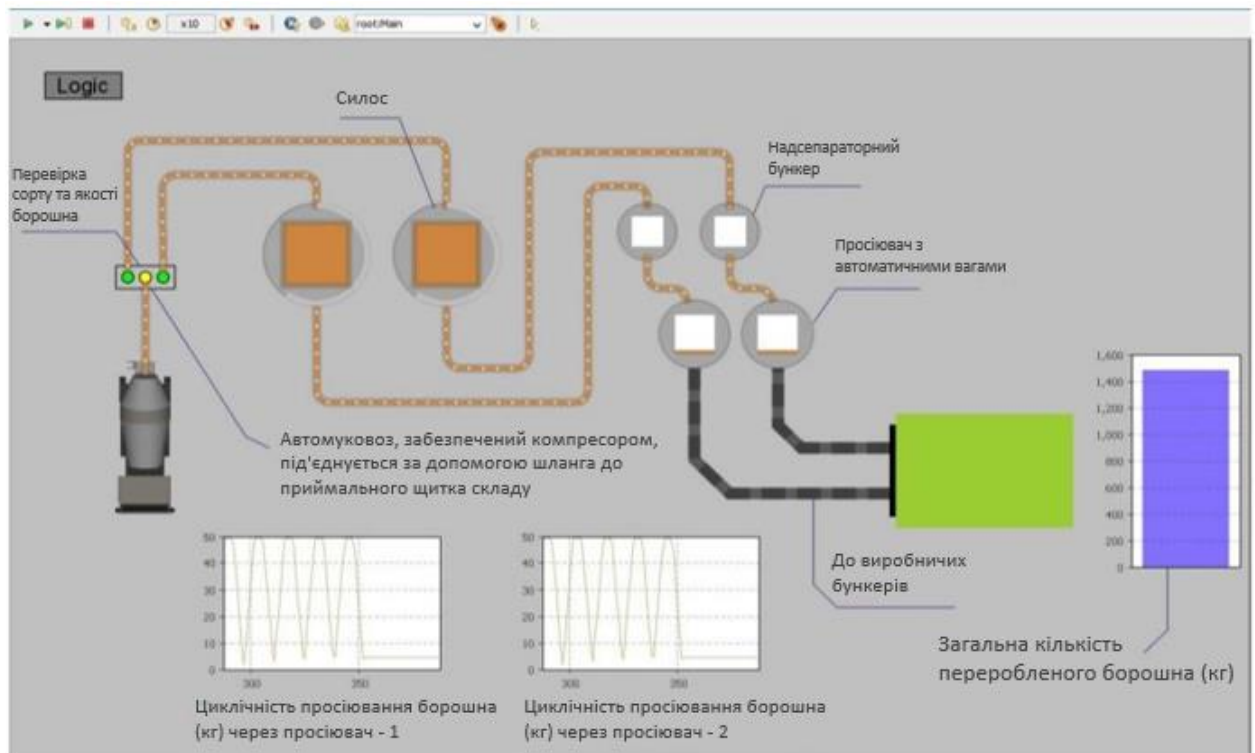 x10
root:Main
Logic
Силос
Надсепараторний
бункер
Перевірка
сорту та якості
борошна
Просіювач з
автоматичними вагами
Автомуковоз, забезпечений компресором,
під'єднується за допомогою шланга до
приймального щитка складу
1,600
1,400
1,200
1,000
800
600
400
200
0
До виробничих
бункерів
Загальна кількість
переробленого борошна (кг)
50
40
30
20
10
0
300
350
Циклічність просіювання борошна
(кг) через просіювач - 1
50
40
30
20
10
0
300
350
Циклічність просіювання борошна
(кг) через просіювач - 2